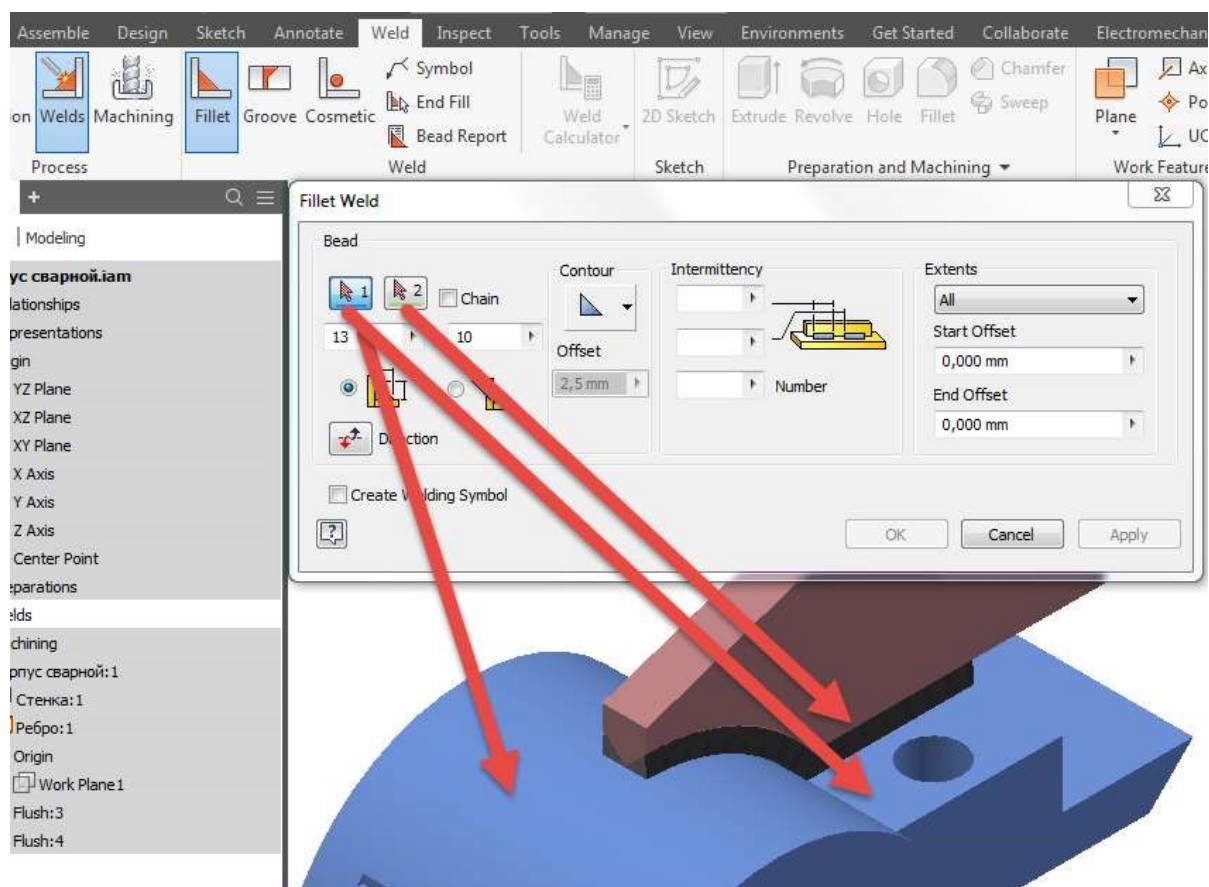 Assemble Design Sketch Annotate Weld Inspect Tools Manage View Environments Get Started Collaborate Electromechan
Symbol Chamfer Ax
End Fill Sweep Po
on Welds Machining Fillet Groove Cosmetic Weld 2D Sketch Extrude Revolve Hole Fillet Plane
Bead Report Calculator UC
Process Weld Sketch Preparation and Machining Work Feature
+
Fillet Weld
Modeling
Bead
Contour Intermittency Extents
ус сварной.iam
1 2 Chain All
lationships
presentations
13 10 Start Offset
Offset
gin
0,000 mm
YZ Plane
2,5 mm Number End Offset
XZ Plane
0,000 mm
XY Plane
X Axis
Create Welding Symbol
Y Axis
Z Axis
? OK Cancel Apply
Center Point
eparations
elds
chining
рпус сварной:1
Стенка:1
Ребро:1
Origin
Work Plane1
Flush:3
Flush:4